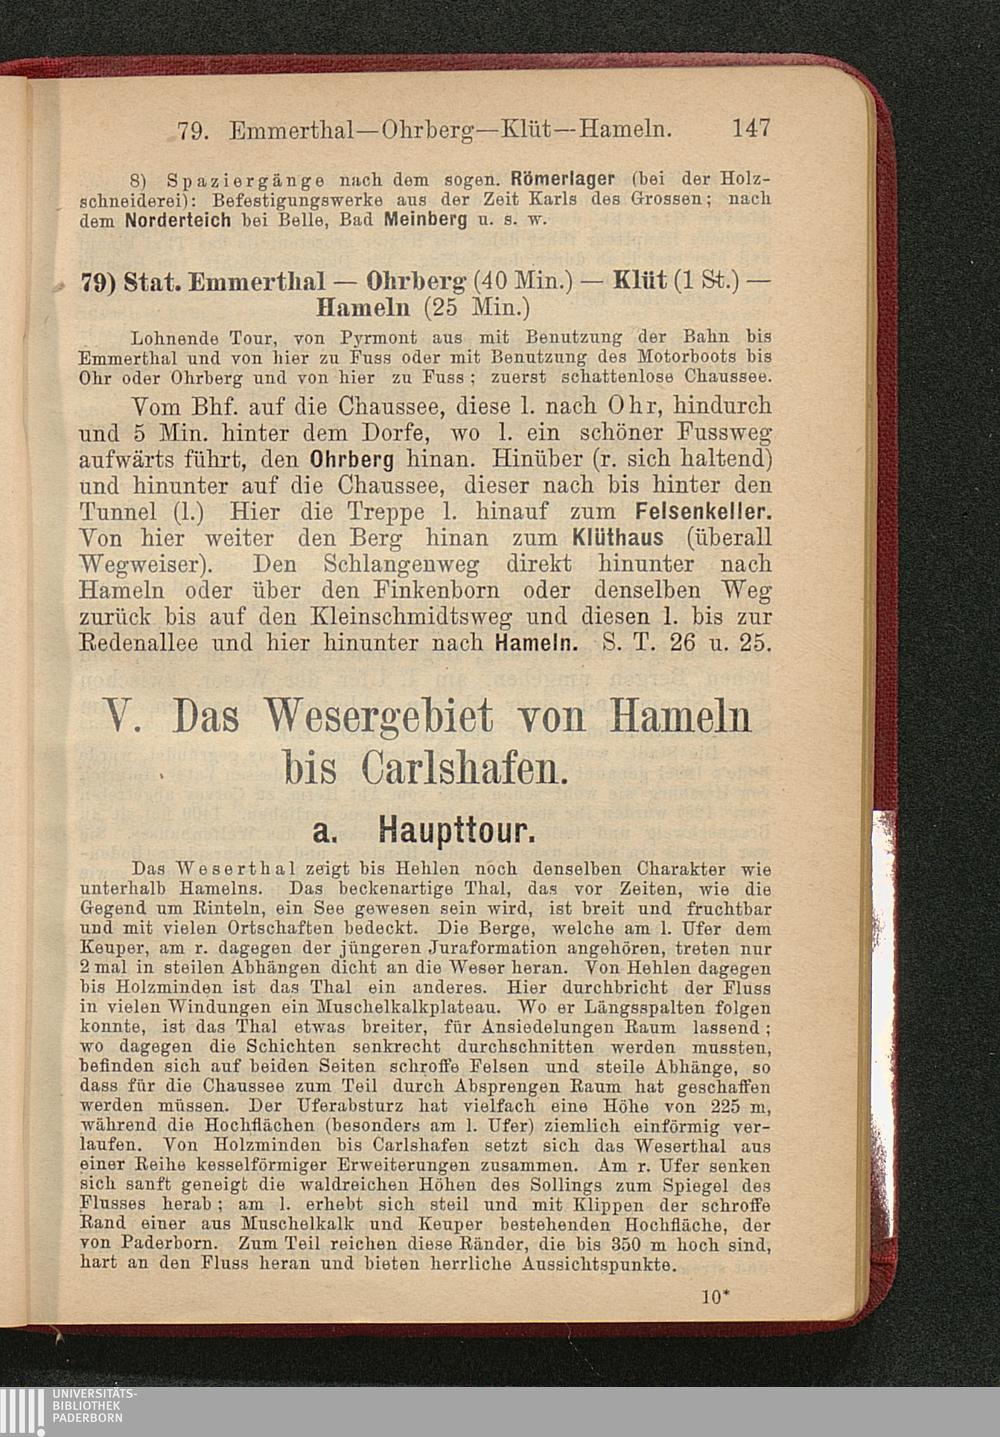 79. Emmerthal—Ohrberg—Klüt—Hameln. 147
8) Spaziergänge nach dem sogen. Römerlager (bei der Holz-
schneiderei): Befestigungswerke aus der Zeit Karls des Grossen; nach
dem Norderteich bei Belle, Bad Meinberg u. s. w.
79) Stat. Emmerthal — Ohrberg (40 Min.) — Klüt (1 St.) —
Hameln (25 Min.)
Lohnende Tour, von Pyrmont aus mit Benutzung der Bahn bis
Emmerthal und von hier zu Fuss oder mit Benutzung des Motorboots bis
Ohr oder Ohrberg und von hier zu Fuss; zuerst schattenlose Chaussee.
Vom Bhf. auf die Chaussee, diese l. nach Ohr, hindurch
und 5 Min. hinter dem Dorfe, wo l. ein schöner Fussweg
aufwärts führt, den Ohrberg hinan. Hinüber (r. sich haltend)
und hinunter auf die Chaussee, dieser nach bis hinter den
Tunnel (l.) Hier die Treppe l. hinauf zum Felsenkeller.
Von hier weiter den Berg hinan zum Klüthaus (überall
Wegweiser). Den Schlangenweg direkt hinunter nach
Hameln oder über den Finkenborn oder denselben Weg
zurück bis auf den Kleinschmidtsweg und diesen l. bis zur
Redenallee und hier hinunter nach Hameln. S. T. 26 u. 25.
V. Das Wesergebiet von Hameln
bis Carlshafen.
a. Haupttour.
Das Weserthal zeigt bis Hehlen noch denselben Charakter wie
unterhalb Hamelns. Das beckenartige Thal, das vor Zeiten, wie die
Gegend um Rinteln, ein See gewesen sein wird, ist breit und fruchtbar
und mit vielen Ortschaften bedeckt. Die Berge, welche am l. Ufer dem
Keuper, am r. dagegen der jüngeren Juraformation angehören, treten nur
2 mal in steilen Abhängen dicht an die Weser heran. Von Hehlen dagegen
bis Holzminden ist das Thal ein anderes. Hier durchbricht der Fluss
in vielen Windungen ein Muschelkalkplateau. Wo er Längsspalten folgen
konnte, ist das Thal etwas breiter, für Ansiedelungen Raum lassend;
wo dagegen die Schichten senkrecht durchschnitten werden mussten,
befinden sich auf beiden Seiten schroffe Felsen und steile Abhänge, so
dass für die Chaussee zum Teil durch Absprengen Raum hat geschaffen
werden müssen. Der Uferabsturz hat vielfach eine Höhe von 225 m,
während die Hochflächen (besonders am l. Ufer) ziemlich einförmig ver-
laufen. Von Holzminden bis Carlshafen setzt sich das Weserthal aus
einer Reihe kesselförmiger Erweiterungen zusammen. Am r. Ufer senken
sich sanft geneigt die waldreichen Höhen des Sollings zum Spiegel des
Flusses herab; am l. erhebt sich steil und mit Klippen der schroffe
Rand einer aus Muschelkalk und Keuper bestehenden Hochfläche, der
von Paderborn. Zum Teil reichen diese Ränder, die bis 350 m hoch sind,
hart an den Fluss heran und bieten herrliche Aussichtspunkte.
10*
UNIVERSITÄTS-
BIBLIOTHEK
PADERBORN